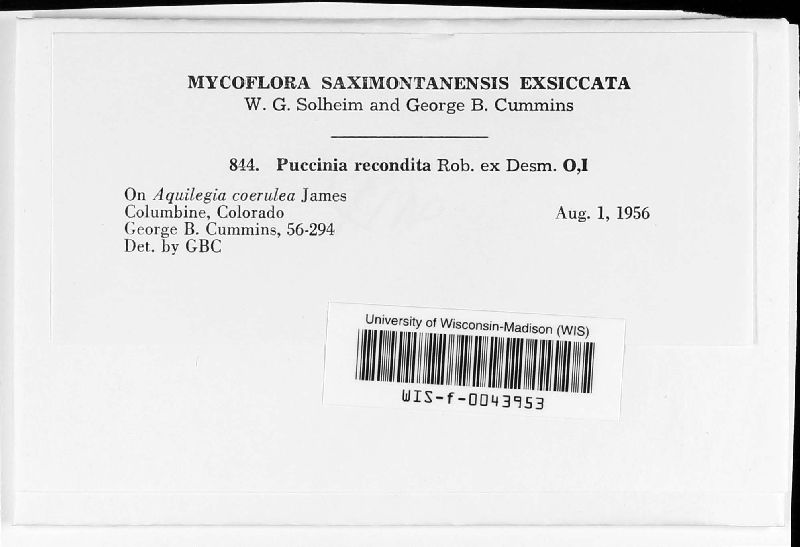 MYCOFLORA SAXIMONTANENSIS EXSICCATA
W. G. Solheim and George B. Cummins
844. Puccinia recondita Rob. ex Desm. O,I
On Aquilegia coerulea James
Columbine, Colorado Aug. 1, 1956
George B. Cummins, 56-294
Det. by GBC
University of Wisconsin-Madison (WIS)
WIS-f-0043953